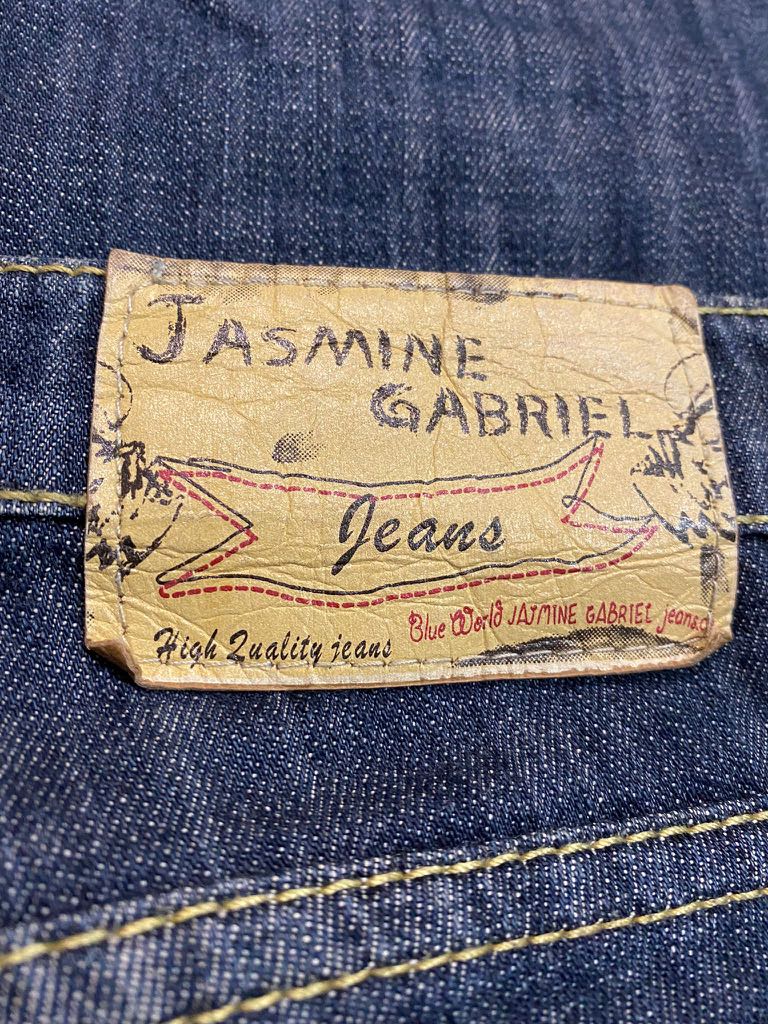 JASMINE
GABRIEL
Jeans
Blue World JASMINE GABRIEL jeans
High Quality jeans